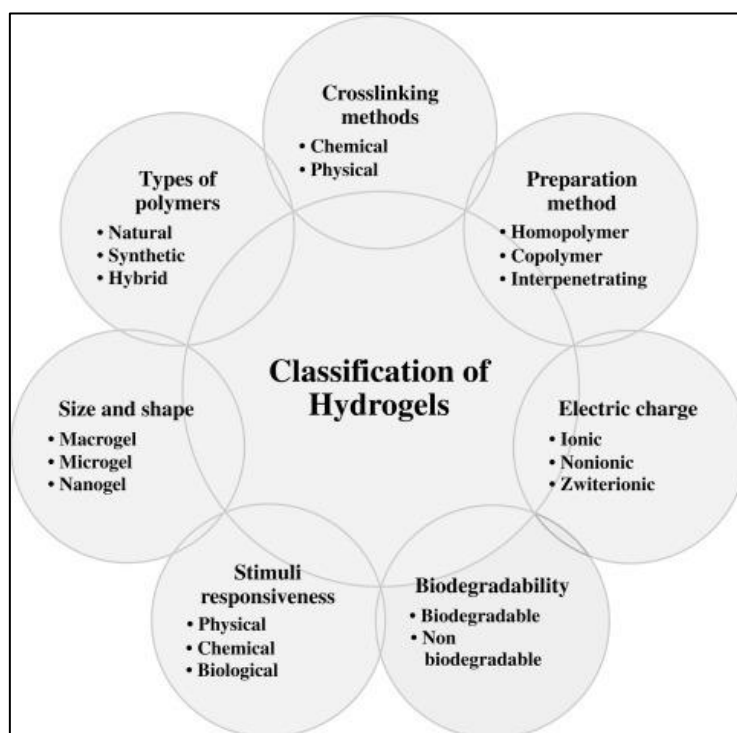 Crosslinking
methods
• Chemical
• Physical
Types of
polymers
• Natural
• Synthetic
• Hybrid
Preparation
method
• Homopolymer
• Copolymer
• Interpenetrating
Classification of
Hydrogels
Size and shape
• Macrogel
• Microgel
• Nanogel
Electric charge
• Ionic
• Nonionic
• Zwiterionic
Stimuli
responsiveness
• Physical
• Chemical
• Biological
Biodegradability
• Biodegradable
• Non
biodegradable